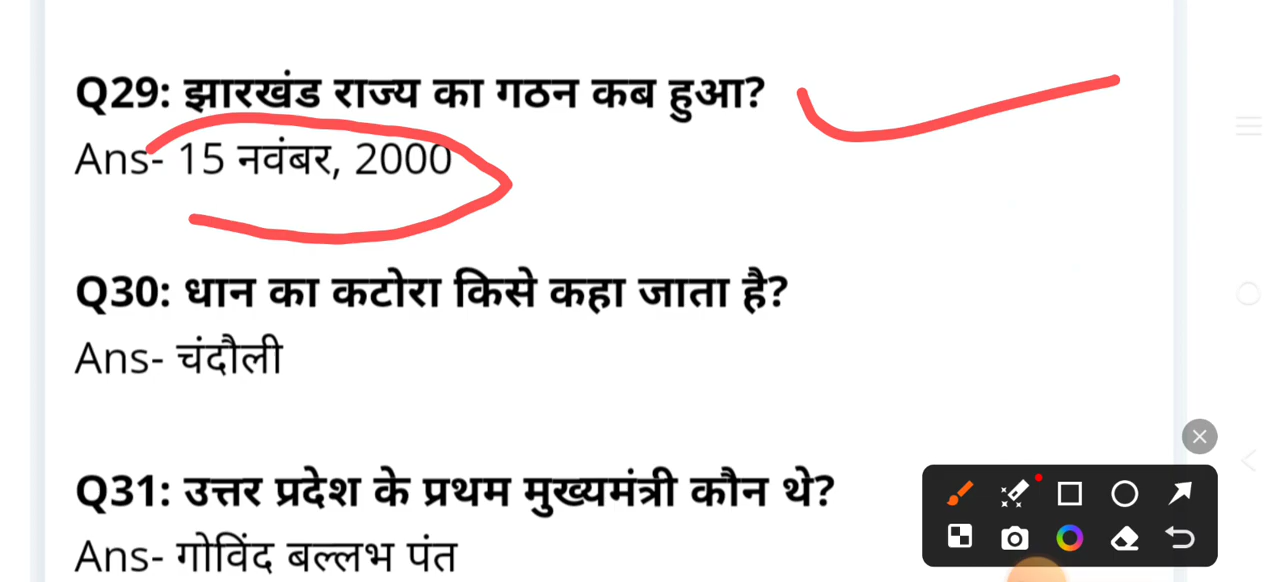 Q29: झारखंड राज्य का गठन कब हुआ?
Ans- 15 नवंबर, 2000
Q30: धान का कटोरा किसे कहा जाता है?
Ans- चंदौली
Q31: उत्तर प्रदेश के प्रथम मुख्यमंत्री कौन थे?
Ans- गोविंद बल्लभ पंत